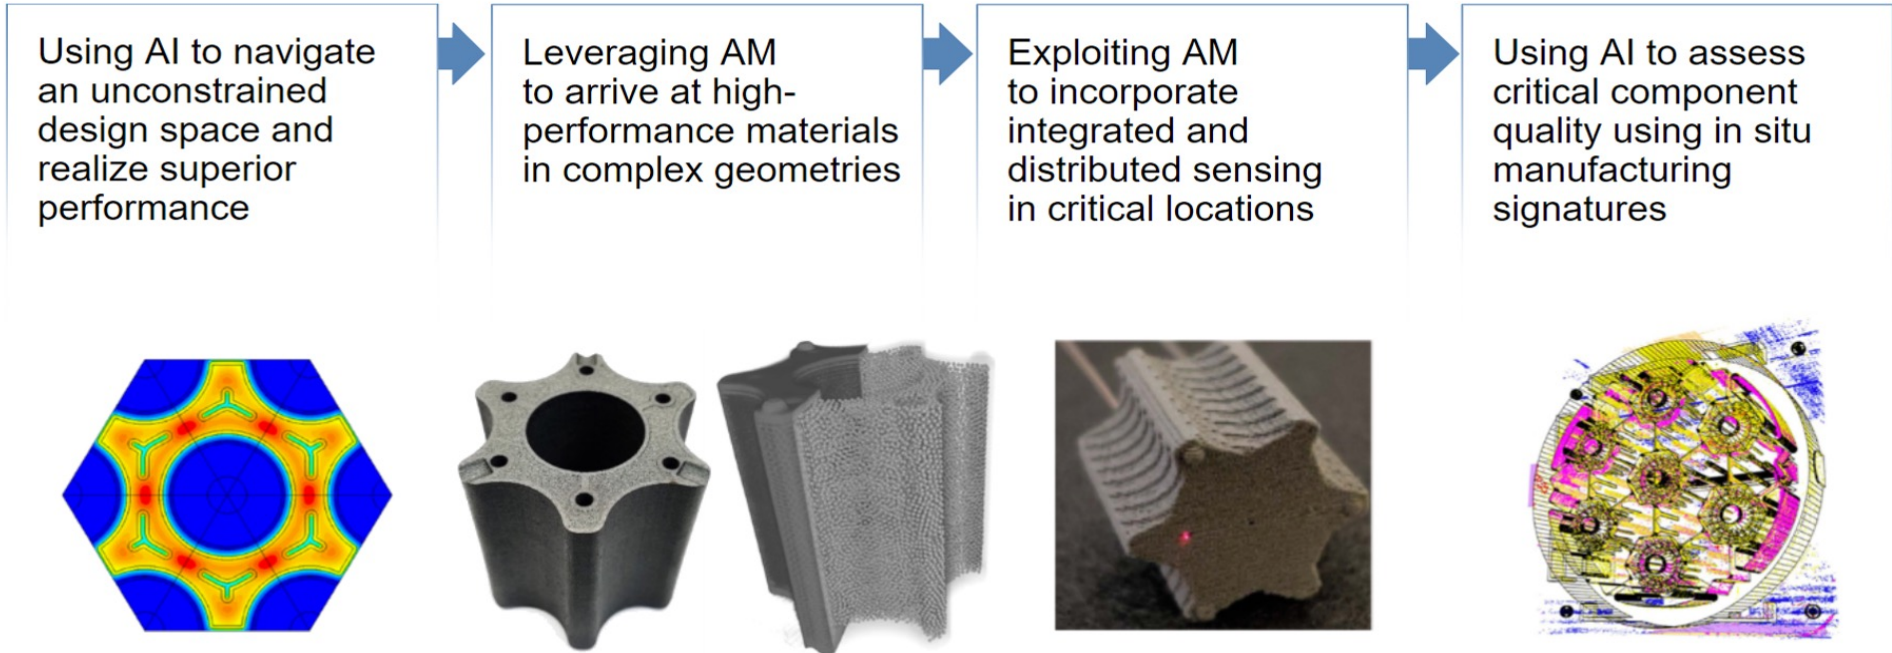 Using AI to navigate
an unconstrained
design space and
realize superior
performance
Leveraging AM
to arrive at high-
performance materials
in complex geometries
Exploiting AM
to incorporate
integrated and
distributed sensing
in critical locations
Using AI to assess
critical component
quality using in situ
manufacturing
signatures